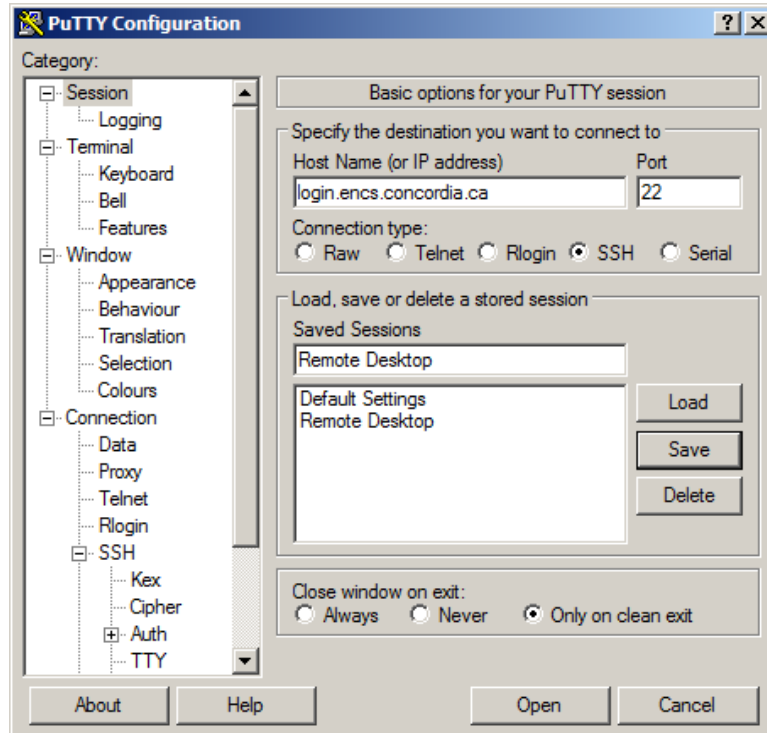 PuTTY Configuration
Category:
Session
Logging
Terminal
Keyboard
Bell
Features
Window
Appearance
Behaviour
Translation
Selection
Colours
Connection
Data
Proxy
Telnet
Rlogin
SSH
Kex
Cipher
Auth
TTY
Basic options for your PuTTY session
Specify the destination you want to connect to
Host Name (or IP address) Port
login.encs.concordia.ca 22
Connection type:
Raw Telnet Rlogin SSH Serial
Load, save or delete a stored session
Saved Sessions
Remote Desktop
Default Settings
Remote Desktop
Load
Save
Delete
Close window on exit:
Always Never Only on clean exit
About Help Open Cancel